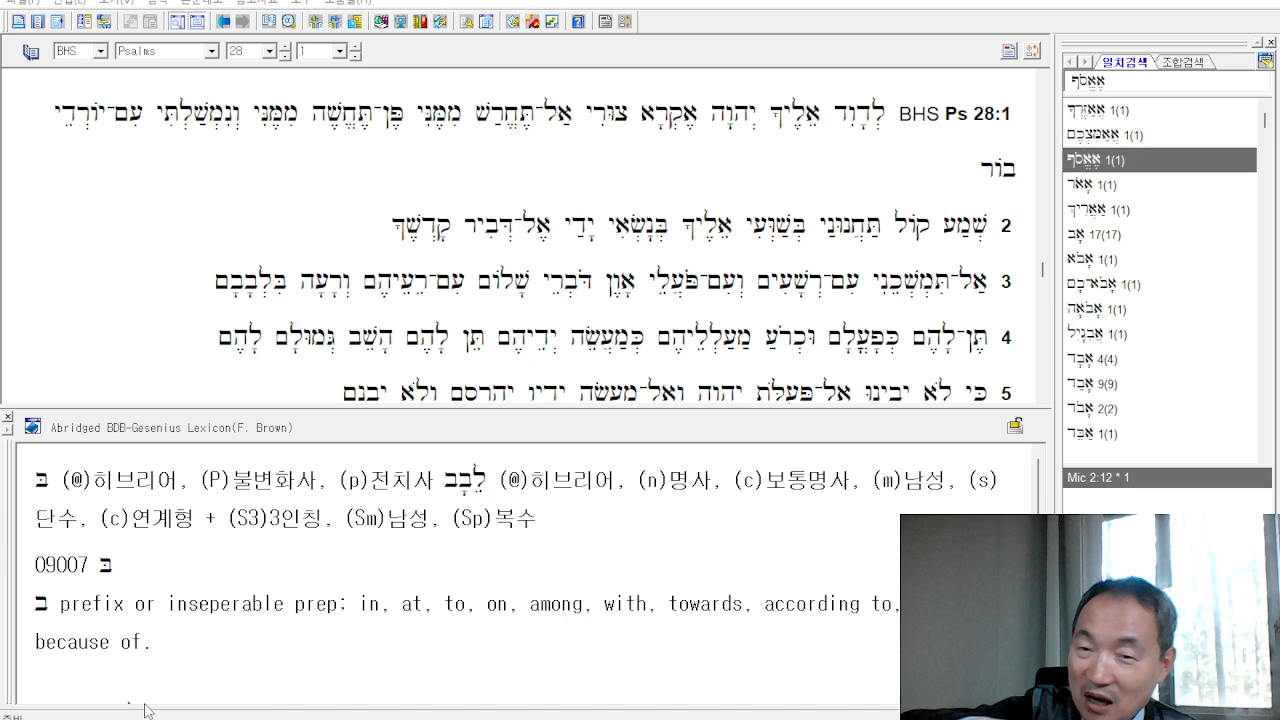 BHS Psalms 28 1
BHS Ps 28:1 לְדָוִד אֵלֶיךָ יְהוָה אֶקְרָא צוּרִי אַל־תֶּחֱרַשׁ מִמֶּנִּי פֶּן־תֶּחֱשֶׁה מִמֶּנִּי וְנִמְשַׁלְתִּי עִם־יוֹרְדֵי
בוֹר
2 שְׁמַע קוֹל תַּחֲנוּנַי בְּשַׁוְּעִי אֵלֶיךָ בְּנָשְׂאִי יָדַי אֶל־דְּבִיר קָדְשֶׁךָ
3 אַל־תִּמְשְׁכֵנִי עִם־רְשָׁעִים וְעִם־פֹּעֲלֵי אָוֶן דֹּבְרֵי שָׁלוֹם עִם־רֵעֵיהֶם וְרָעָה בִּלְבָבָם
4 תֶּן־לָהֶם כְּפָעֳלָם וּכְרֹעַ מַעַלְלֵיהֶם כְּמַעֲשֵׂה יְדֵיהֶם תֵּן לָהֶם הָשֵׁב גְּמוּלָם לָהֶם
5 כִּי לֹא יָבִינוּ אֶל־פְּעֻלֹּת יְהוָה וְאֶל־מַעֲשֵׂה יָדָיו יֶהֶרְסֵם וְלֹא יִבְנֵם
Abridged BDB-Gesenius Lexicon(F. Brown)
בּ (@)히브리어, (P)불변화사, (p)전치사 לֵבָב (@)히브리어, (n)명사, (c)보통명사, (m)남성, (s)
단수, (c)연계형 + (S3)3인칭, (Sm)남성, (Sp)복수
09007 בּ
ב prefix or inseperable prep; in, at, to, on, among, with, towards, according to,
because of.
일치검색 조합검색
אֶאֱסֹף
אֲאַזֶּרְךָ 1(1)
אֲאַמִּצְכֶם 1(1)
אֶאֱסֹף 1(1)
אָאֹר 1(1)
אַאֲרִיךְ 1(1)
אָב 17(17)
אָבֹא 1(1)
אָבֹא־כָם 1(1)
אָבֹאָה 1(1)
אֲבִגַיִל 1(1)
אָבָד 4(4)
אָבַד 9(9)
אָבֹד 2(2)
אַבֵּד 1(1)
Mic 2:12 * 1